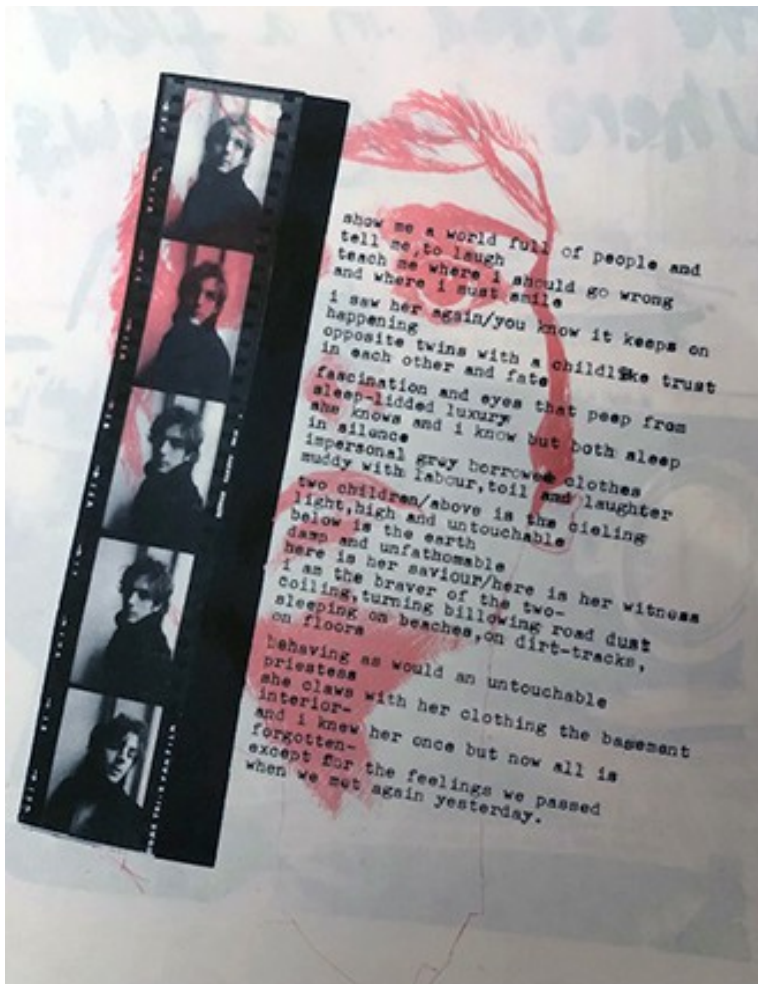 show me a world full of people and
tell me,to laugh
teach me where i should go wrong
and where i must smile
i saw her again/you know it keeps on
happening
opposite twins with a childlike trust
in each other and fate
fascination and eyes that peep from
sleep-lidded luxury
she knows and i know but both sleep
in silence
impersonal grey borrowed clothes
muddy with labour,toil and laughter
two children/above is the cieling
light,high and untouchable
below is the earth
damp and unfathomable
here is her saviour/here is her witness
i am the braver of the two-
coiling,turning billowing road dust
sleeping on beaches,on dirt-tracks,
on floors
behaving as would an untouchable
priestess
she claws with her clothing the basement
interior-
and i knew her once but now all is
forgotten-
except for the feelings we passed
when we met again yesterday.